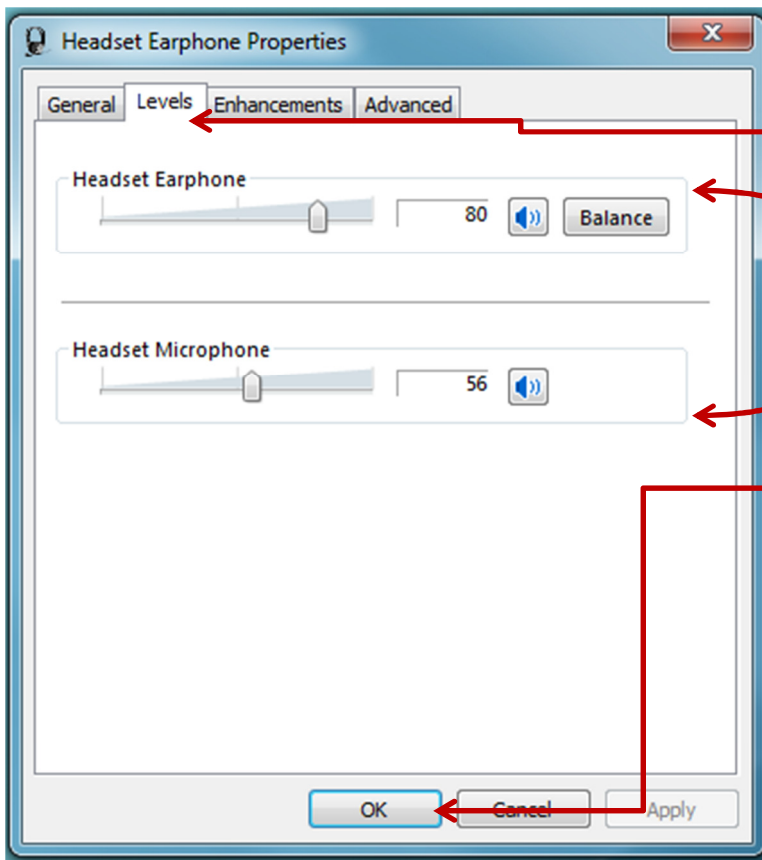 Headset Earphone Properties
General Levels Enhancements Advanced
Headset Earphone
80 Balance
Headset Microphone
56
OK Cancel Apply